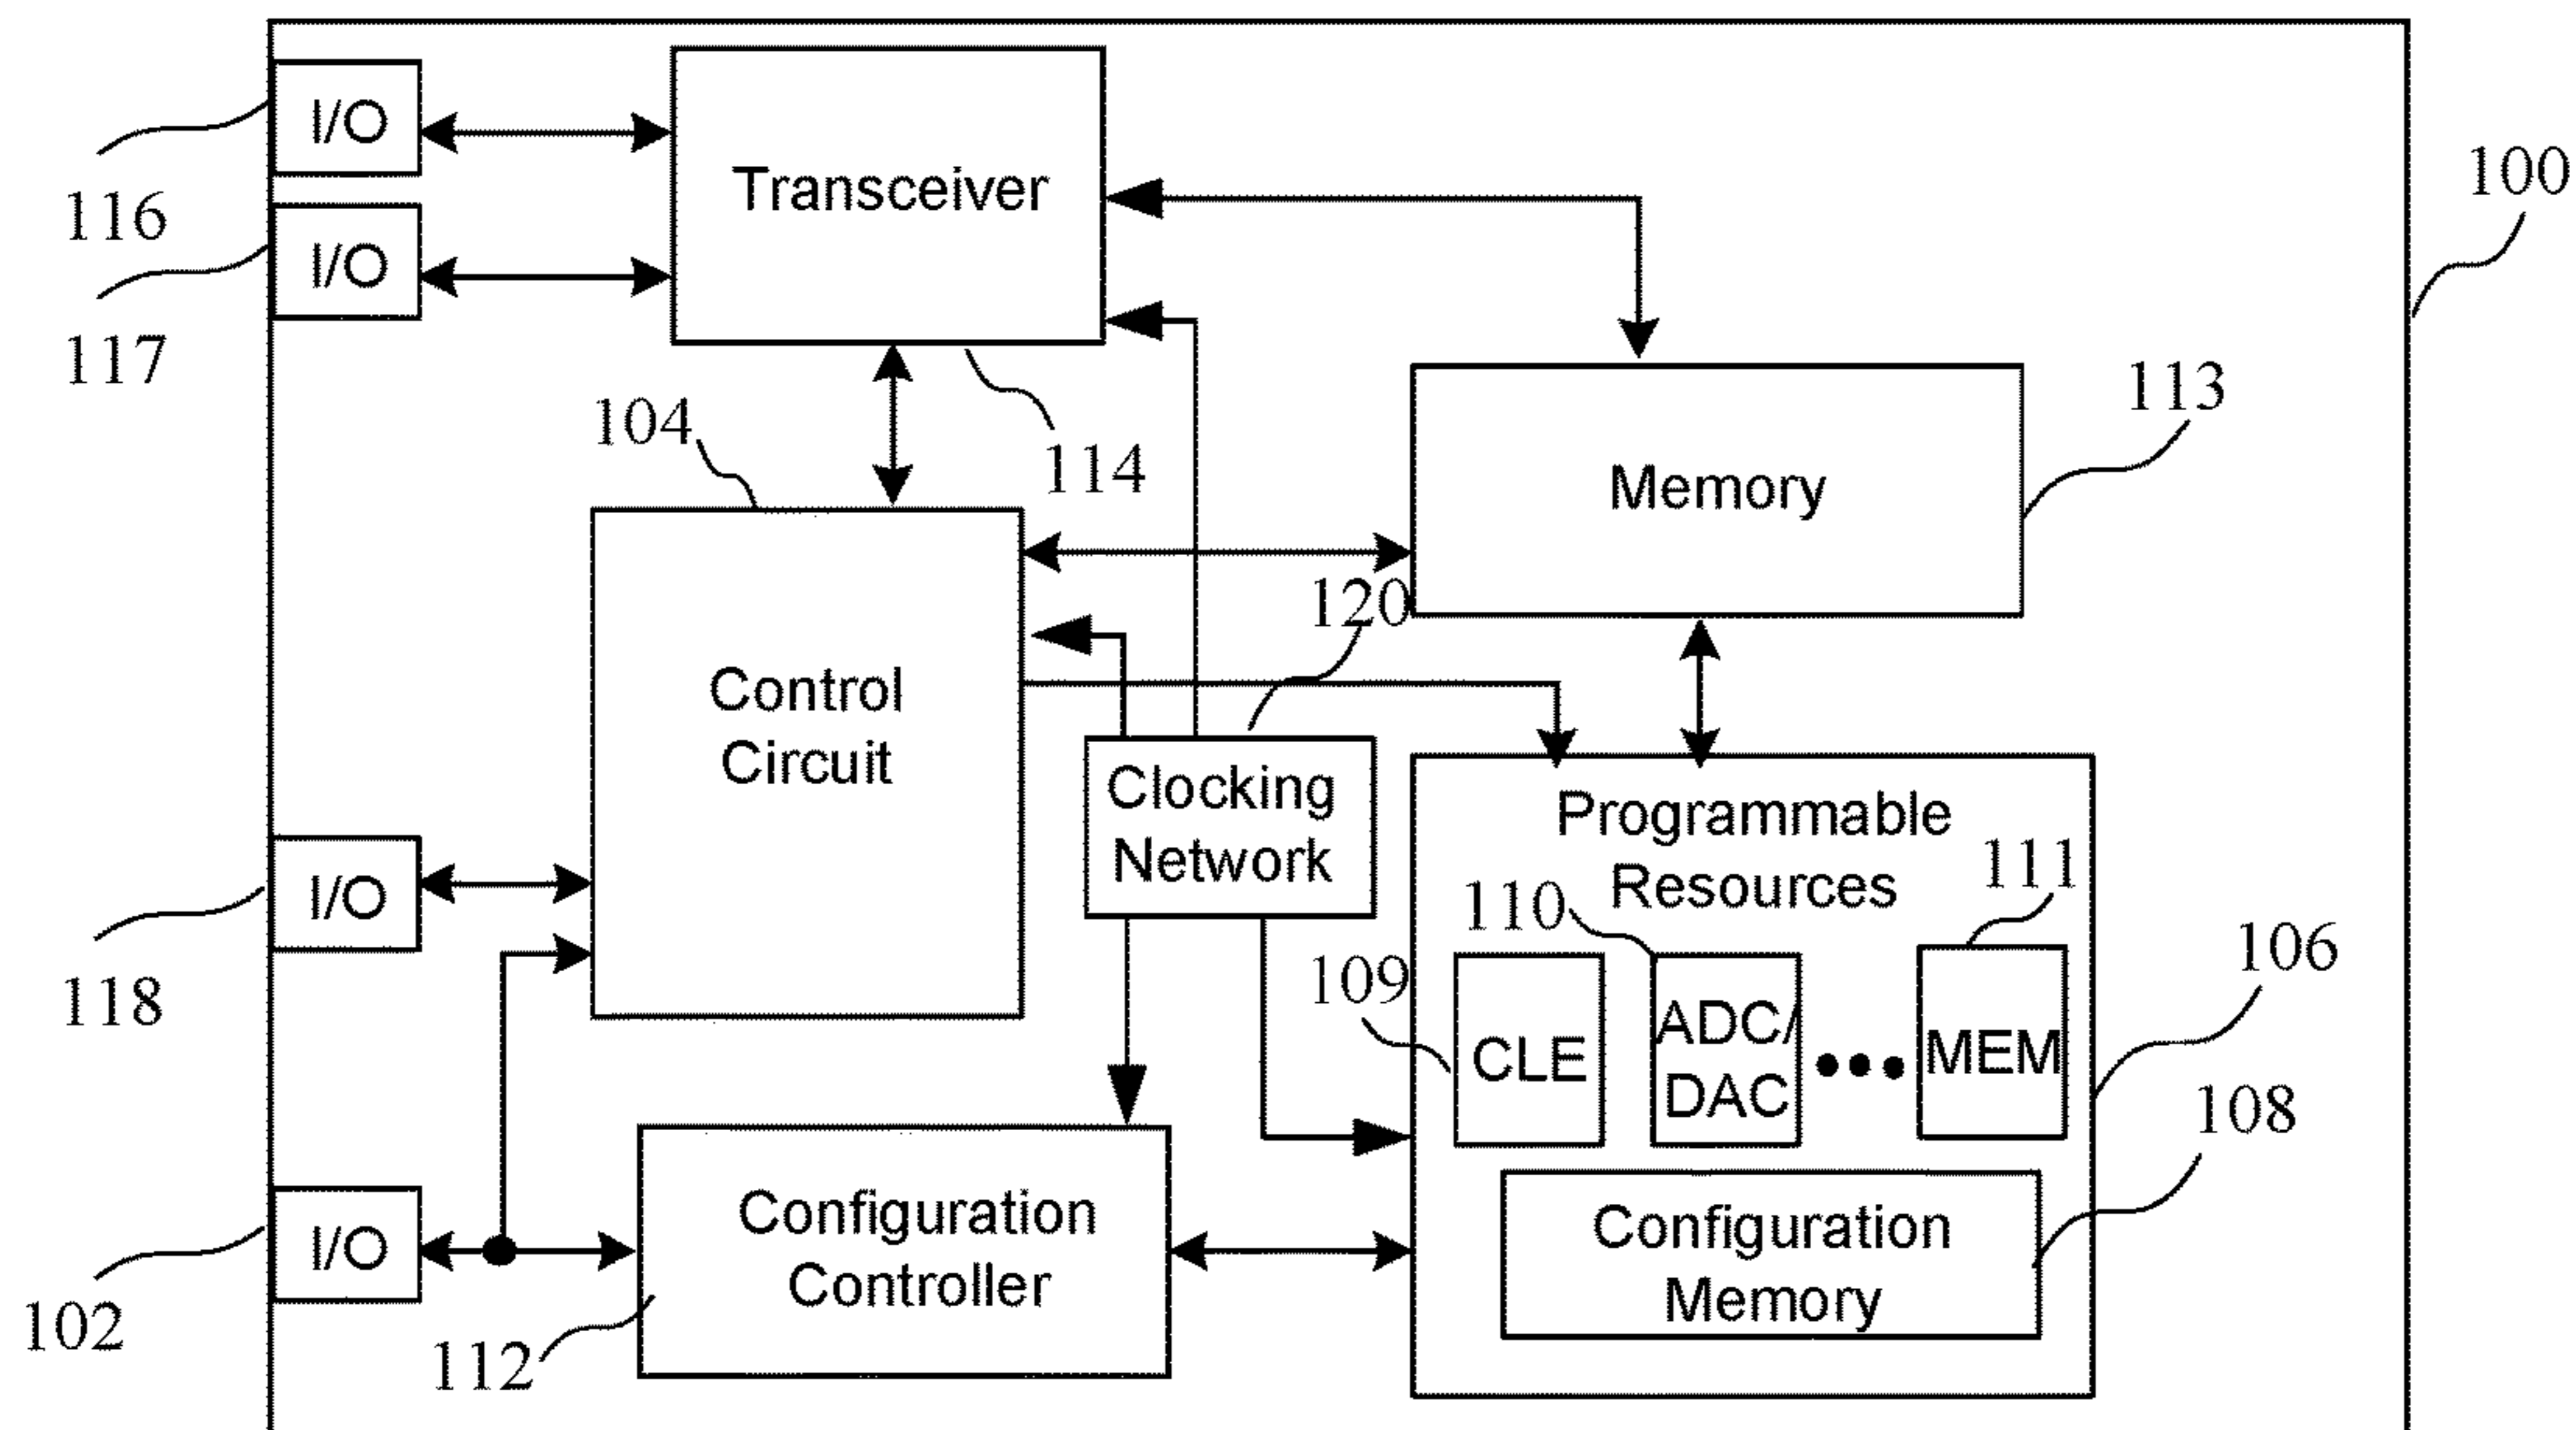 I/O
Transceiver
100
116
I/O
117
113
104
114
Memory
120
Control
Circuit
Clocking
Network
Programmable
Resources
111
110
I/O
106
109
118
CLE
ADC/
DAC
MEM
108
I/O
Configuration
Controller
Configuration
Memory
102
112